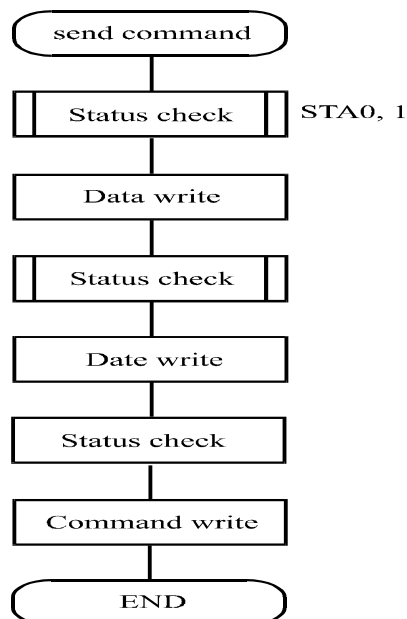 send command
Status check STA0, 1
Data write
Status check
Date write
Status check
Command write
END